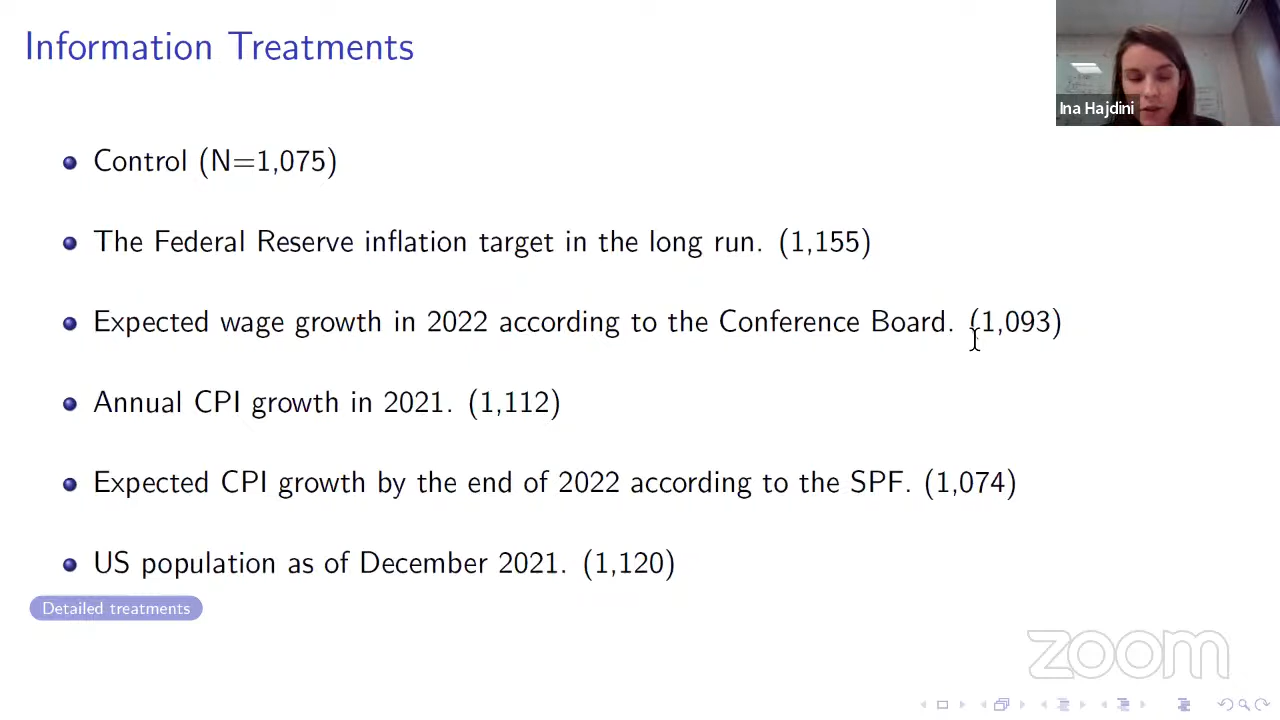 Information Treatments
Ina Hajdini
Control (N=1,075)
The Federal Reserve inflation target in the long run. (1,155)
Expected wage growth in 2022 according to the Conference Board. (1,093)
Annual CPI growth in 2021. (1,112)
Expected CPI growth by the end of 2022 according to the SPF. (1,074)
US population as of December 2021. (1,120)
Detailed treatments
zoom